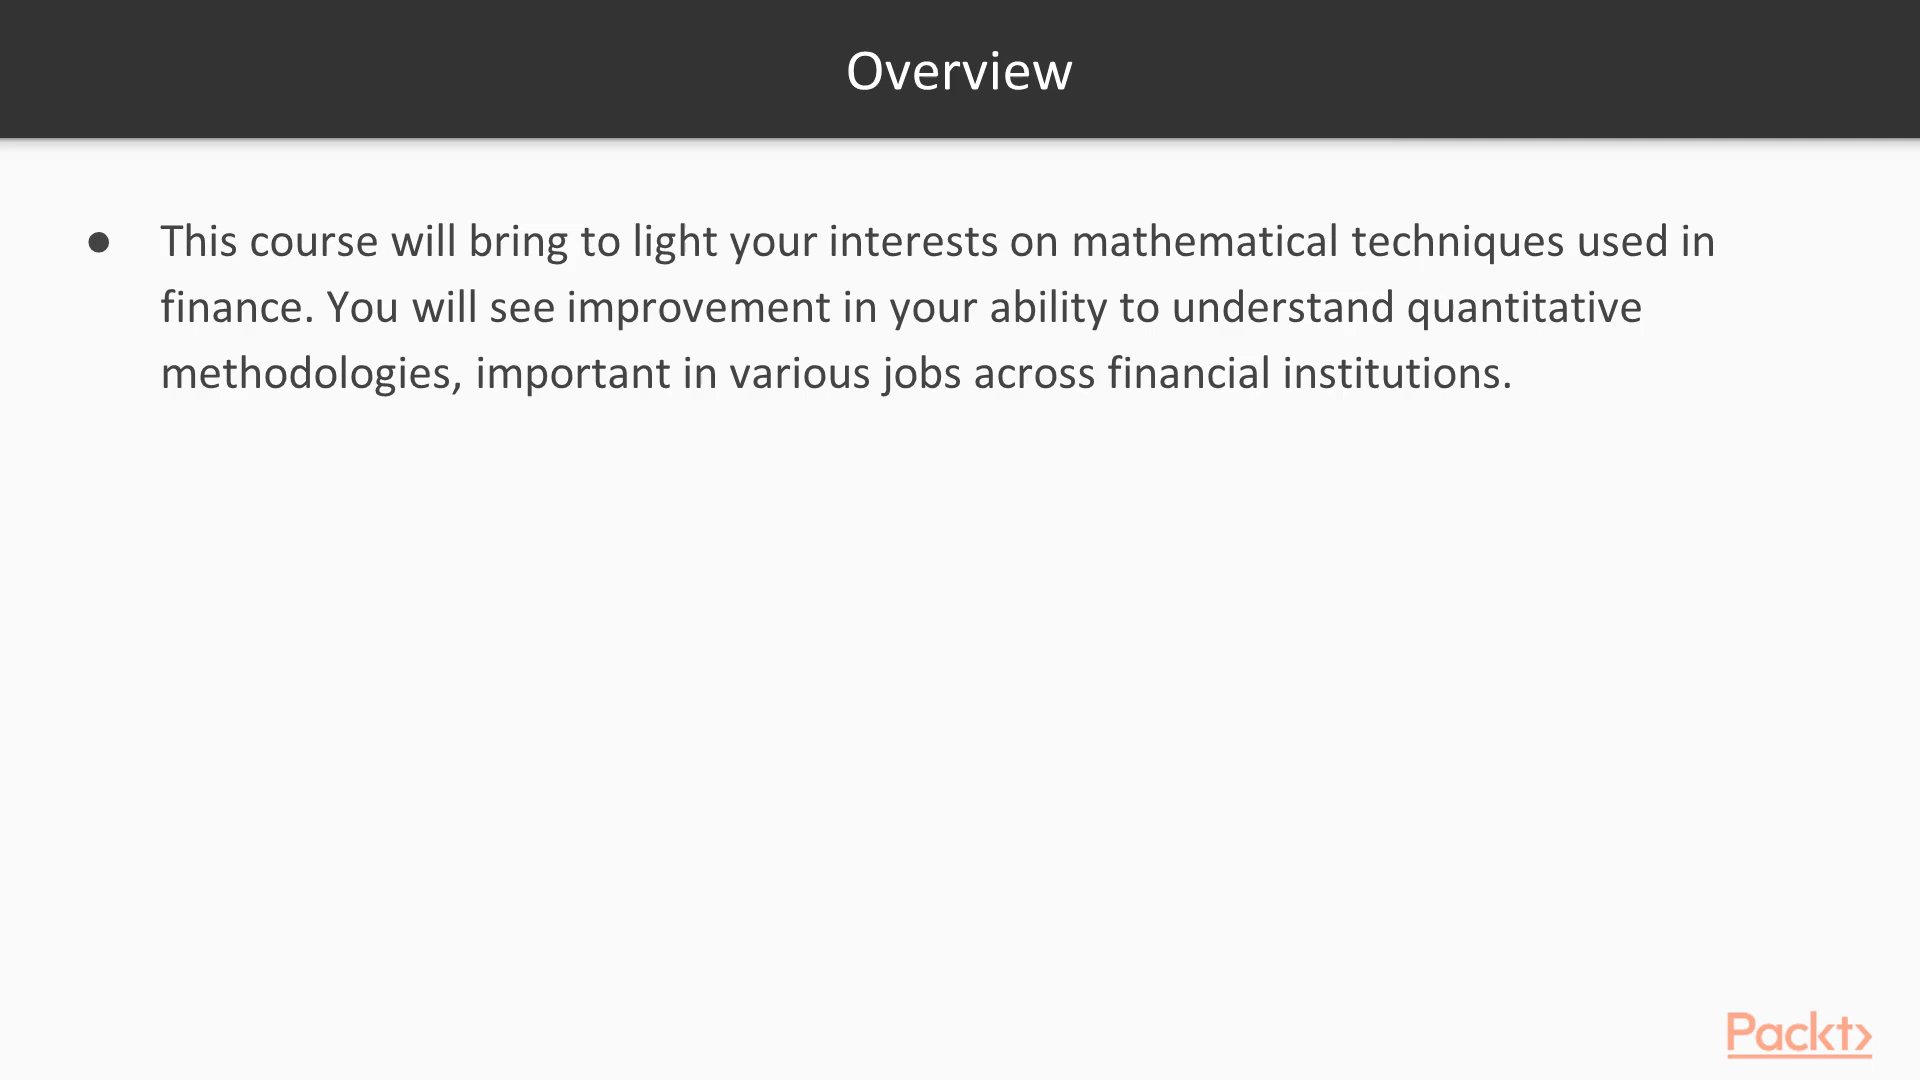 Overview
● This course will bring to light your interests on mathematical techniques used in
finance. You will see improvement in your ability to understand quantitative
methodologies, important in various jobs across financial institutions.
Packt>